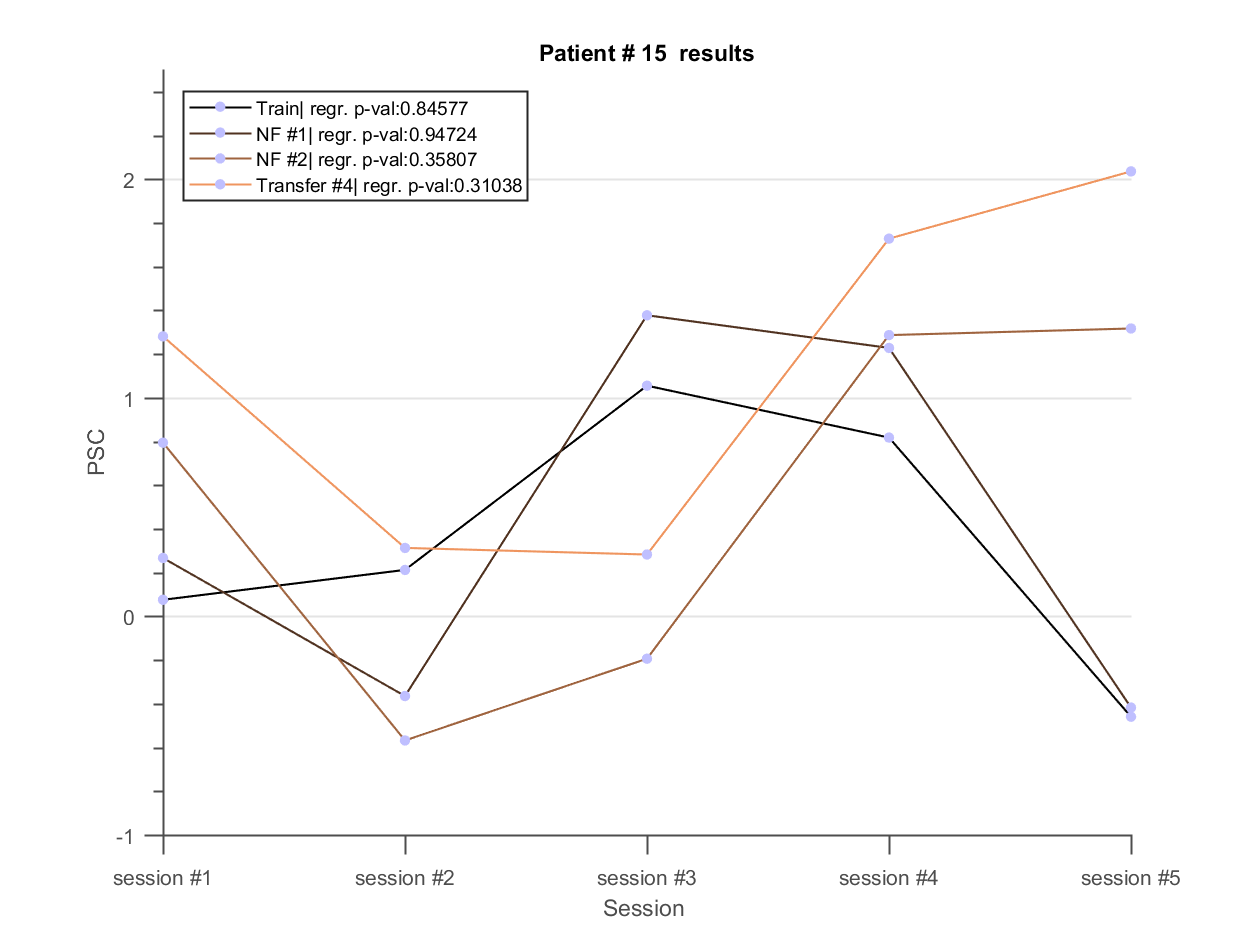 Patient # 15  results
Train| regr. p-val:0.84577
NF #1| regr. p-val:0.94724
NF #2| regr. p-val:0.35807
Transfer #4| regr. p-val:0.31038
2
1
0
-1
PSC
session #1 session #2 session #3 session #4 session #5
Session